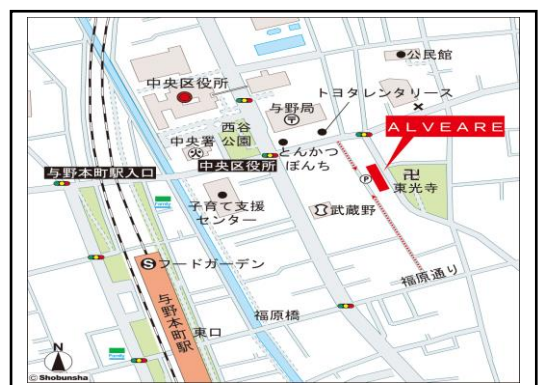 公民館
中央区役所
トヨタレンタリース
与野局
ALVEARE
西谷
公園
中央署
とんかつ
ぽんち
中央区役所
与野本町駅入口
P
東光寺
子育て支援
センター
武蔵野
S フードガーデン
福原通り
与野本町駅
東口
福原橋
N
© Shobunsha